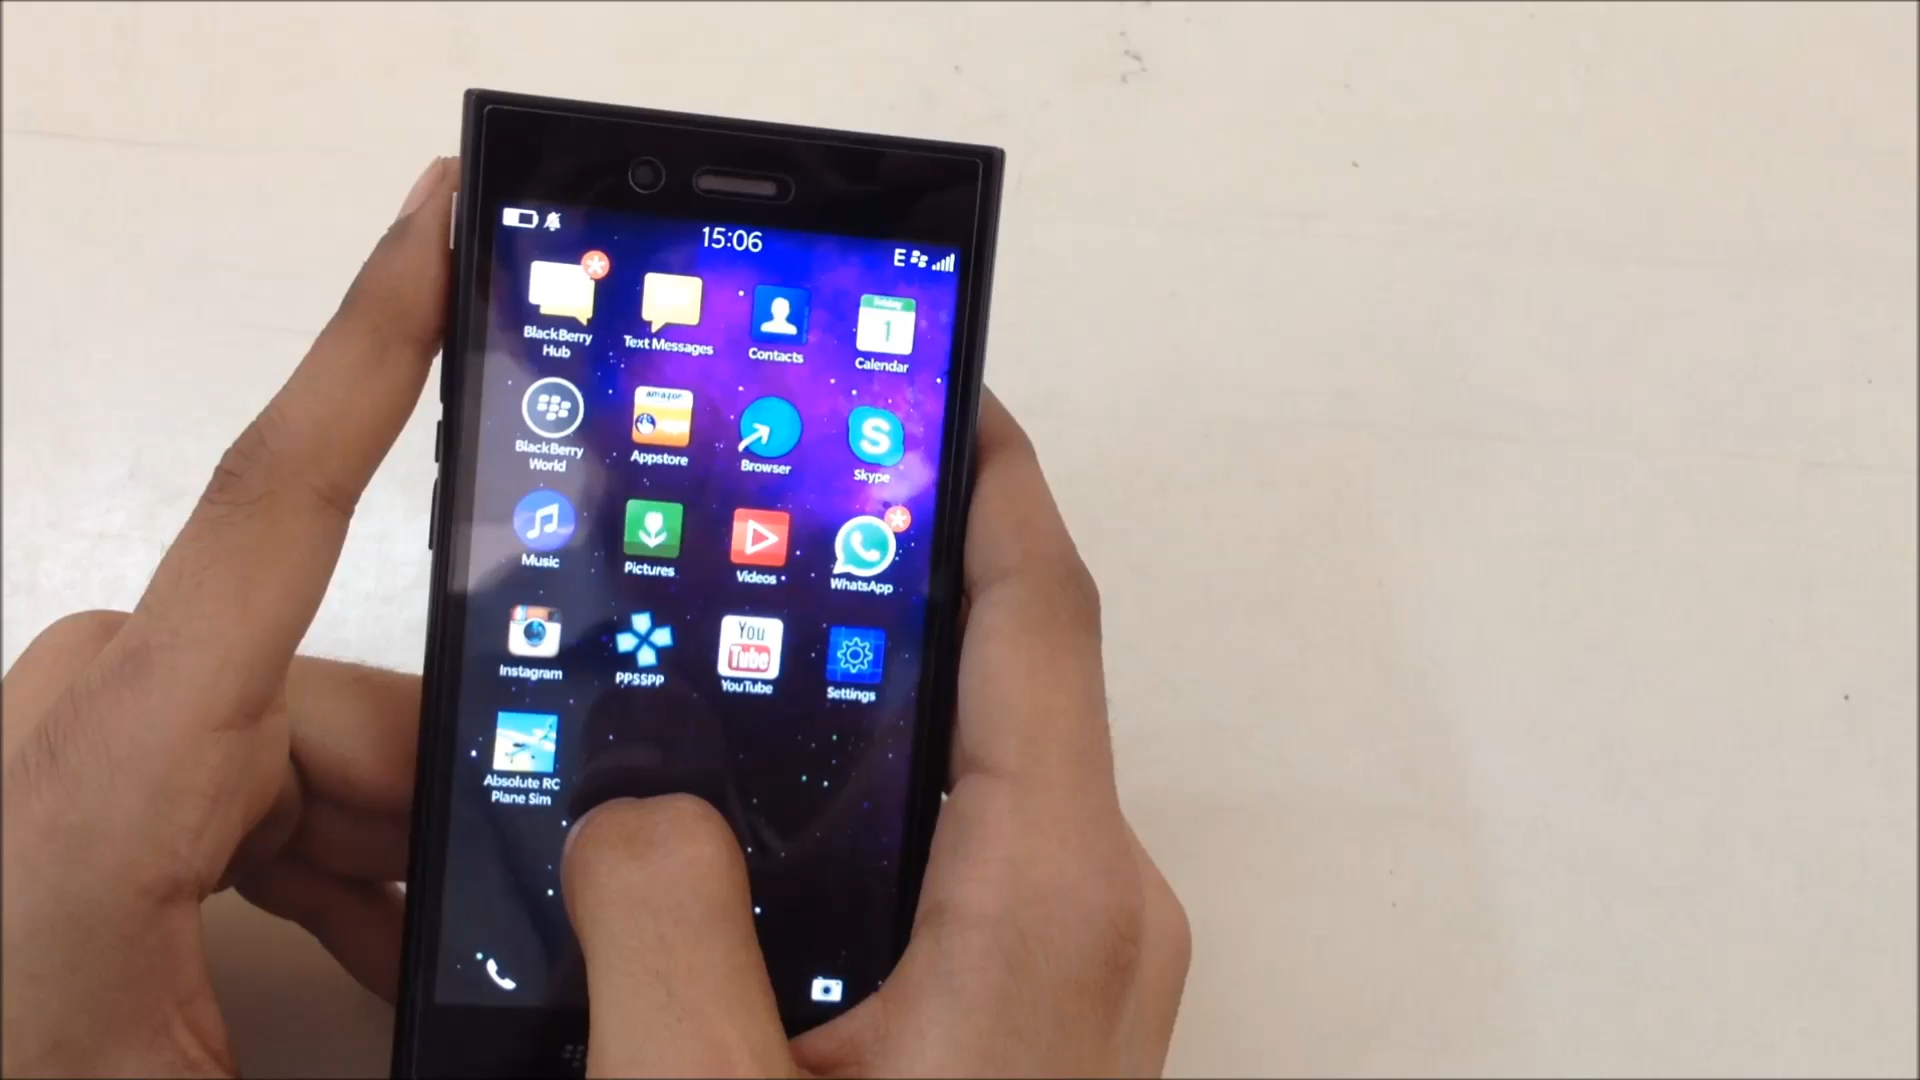 15:06
E
BlackBerry
Hub
Text Messages
Contacts
Friday
1
Calendar
BlackBerry
World
amazon
Appstore
Browser
S
Skype
Music
Pictures
Videos
WhatsApp
Instagram
PPSSPP
You
Tube
YouTube
Settings
Absolute RC
Plane Sim